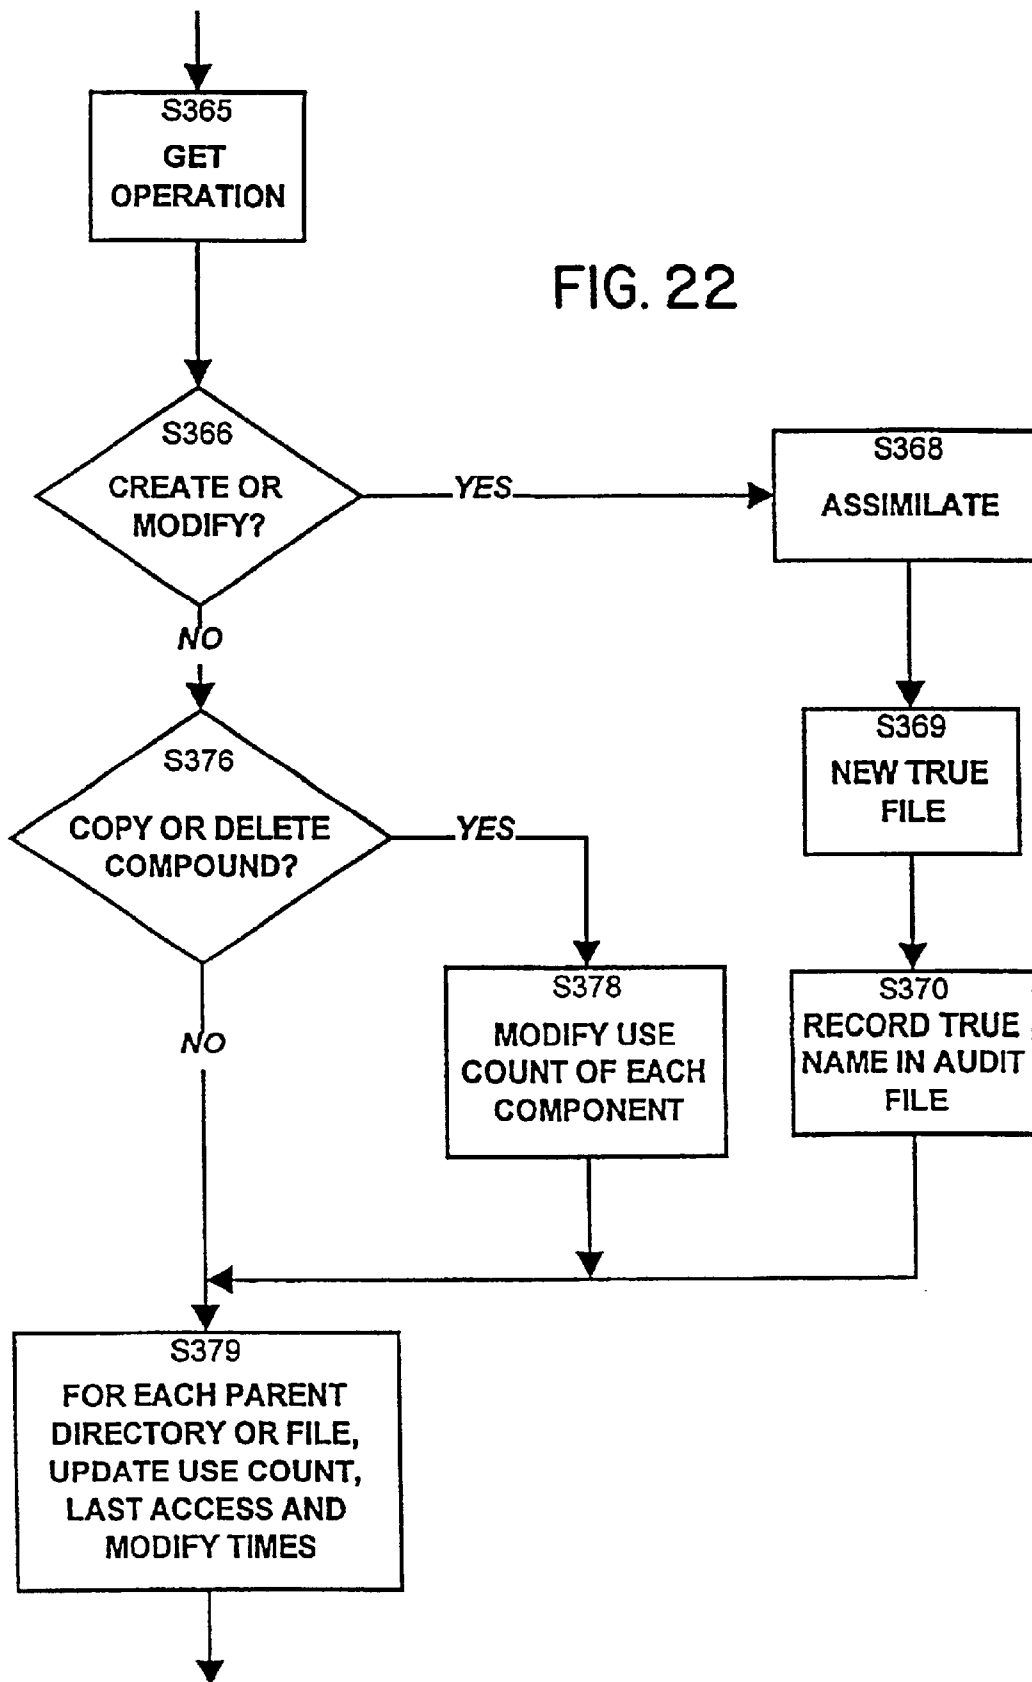 S365
GET
OPERATION
FIG. 22
S366
CREATE OR
MODIFY?
YES
S368
ASSIMILATE
NO
S369
NEW TRUE
FILE
S376
COPY OR DELETE
COMPOUND?
YES
S370
RECORD TRUE
NAME IN AUDIT
FILE
S378
MODIFY USE
COUNT OF EACH
COMPONENT
NO
S379
FOR EACH PARENT
DIRECTORY OR FILE,
UPDATE USE COUNT,
LAST ACCESS AND
MODIFY TIMES